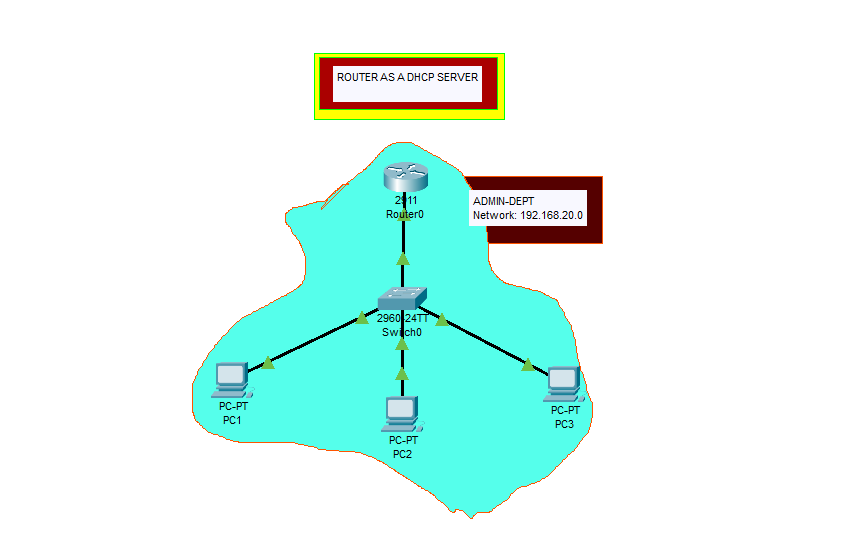 ROUTER AS A DHCP SERVER
2911
Router0
ADMIN-DEPT
Network: 192.168.20.0
2960-24TT
Switch0
PC-PT
PC1
PC-PT
PC2
PC-PT
PC3